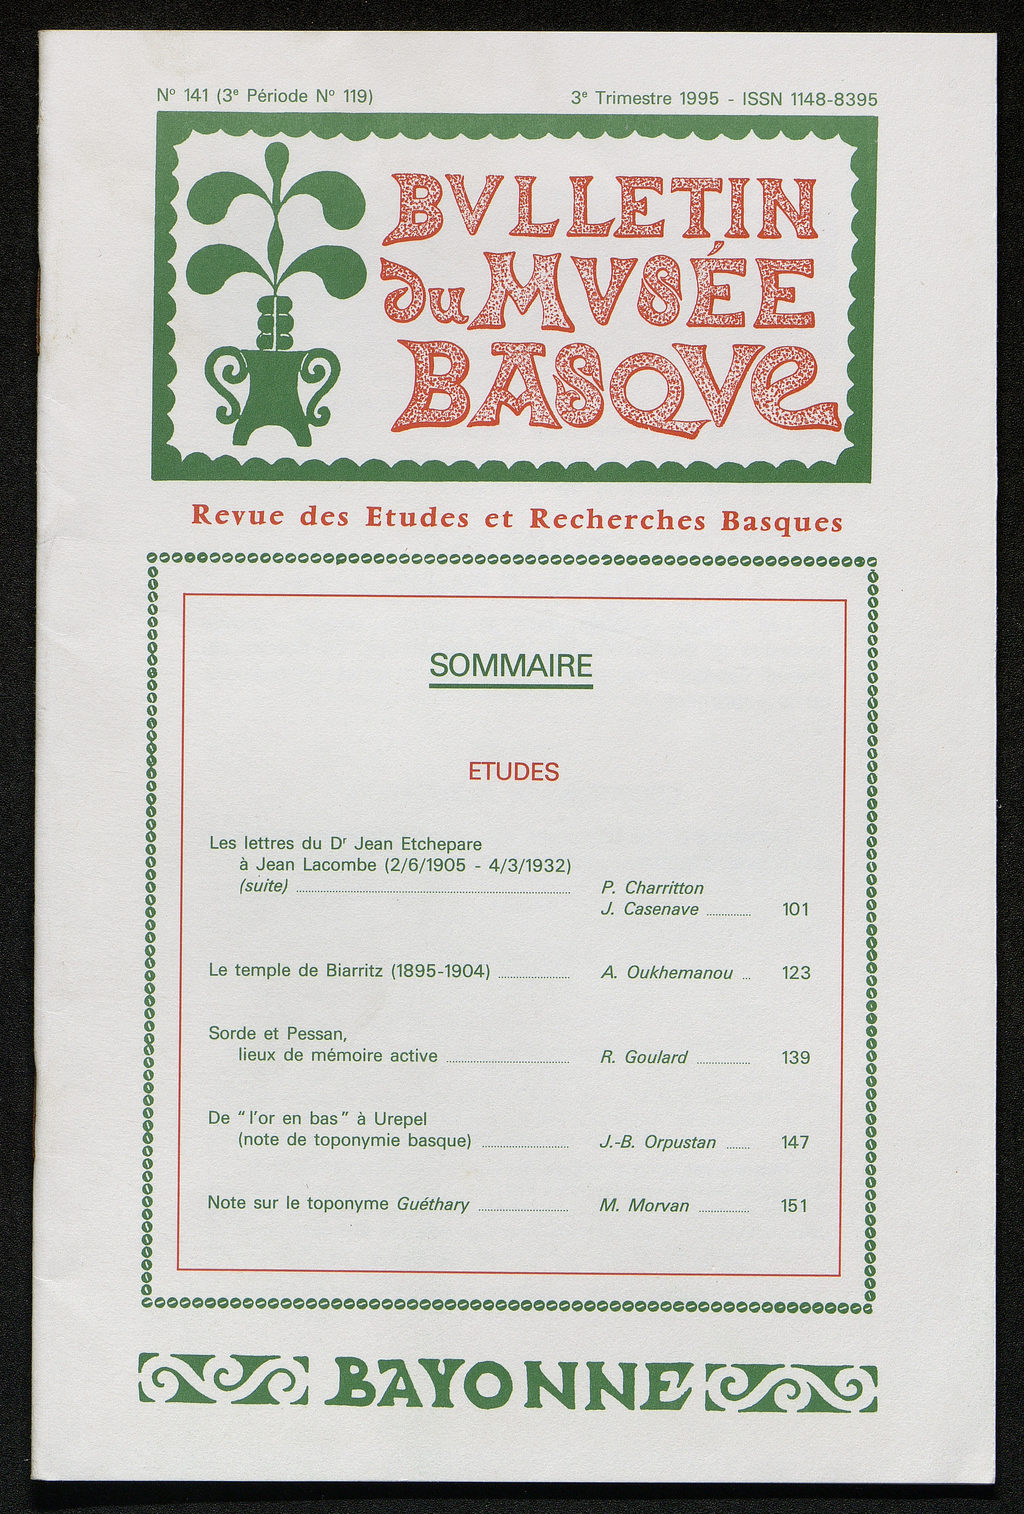 N° 141 (3e Période N° 119)
3e Trimestre 1995 - ISSN 1148-8395
BVLLETIN
du MVSÉE
BASQVE
Revue des Etudes et Recherches Basques
SOMMAIRE
ETUDES
Les lettres du Dr Jean Etchepare
à Jean Lacombe (2/6/1905 - 4/3/1932)
(suite) ........ P. Charritton
J. Casenave ........ 101
Le temple de Biarritz (1895-1904) ........ A. Oukhemanou ... 123
Sorde et Pessan,
lieux de mémoire active ........ R. Goulard ........ 139
De "l'or en bas" à Urepel
(note de toponymie basque) ........ J.-B. Orpustan ........ 147
Note sur le toponyme Guéthary ........ M. Morvan ........ 151
BAYONNE